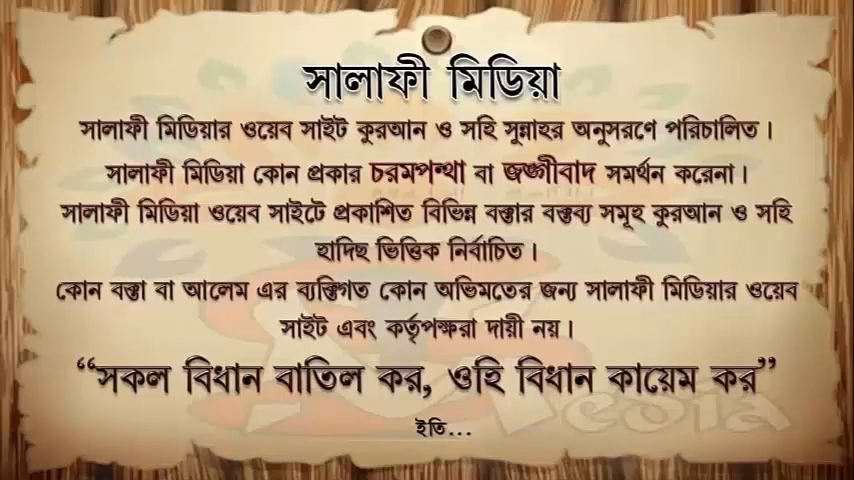 সালাফী মিডিয়া
সালাফী মিডিয়ার ওয়েব সাইট কুরআন ও সহি সুন্নাহর অনুসরণে পরিচালিত।
সালাফী মিডিয়া কোন প্রকার চরমপন্থা বা জঙ্গীবাদ সমর্থন করেনা।
সালাফী মিডিয়া ওয়েব সাইটে প্রকাশিত বিভিন্ন বক্তার বক্তব্য সমূহ কুরআন ও সহি
হাদিছ ভিত্তিক নির্বাচিত।
কোন বক্তা বা আলেম এর ব্যক্তিগত কোন অভিমতের জন্য সালাফী মিডিয়ার ওয়েব
সাইট এবং কর্তৃপক্ষরা দায়ী নয়।
“সকল বিধান বাতিল কর, ওহি বিধান কায়েম কর”
Media
ইতি...